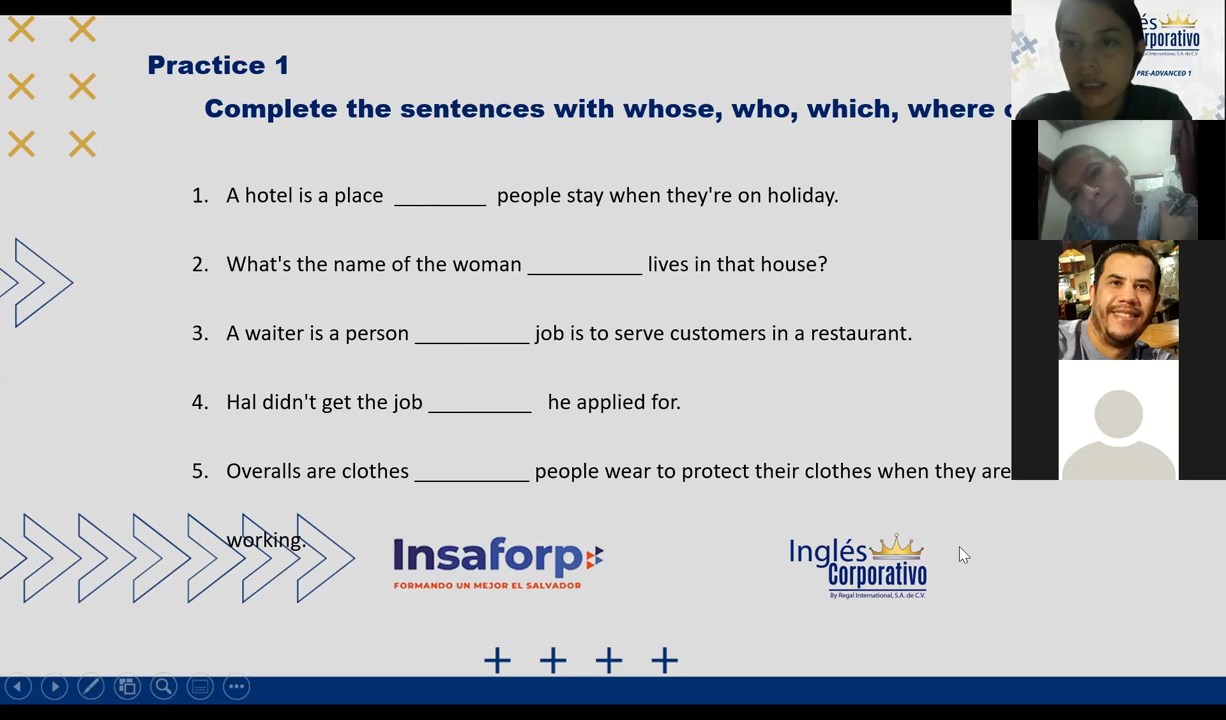 Practice 1
Complete the sentences with whose, who, which, where
1. A hotel is a place ________ people stay when they're on holiday.
2. What's the name of the woman __________ lives in that house?
3. A waiter is a person __________ job is to serve customers in a restaurant.
4. Hal didn't get the job _________ he applied for.
5. Overalls are clothes __________ people wear to protect their clothes when they are
working.
Insaforp
FORMANDO UN MEJOR EL SALVADOR
Inglés
Corporativo
By Regal International, S.A. de C.V.
PRE-ADVANCED 1